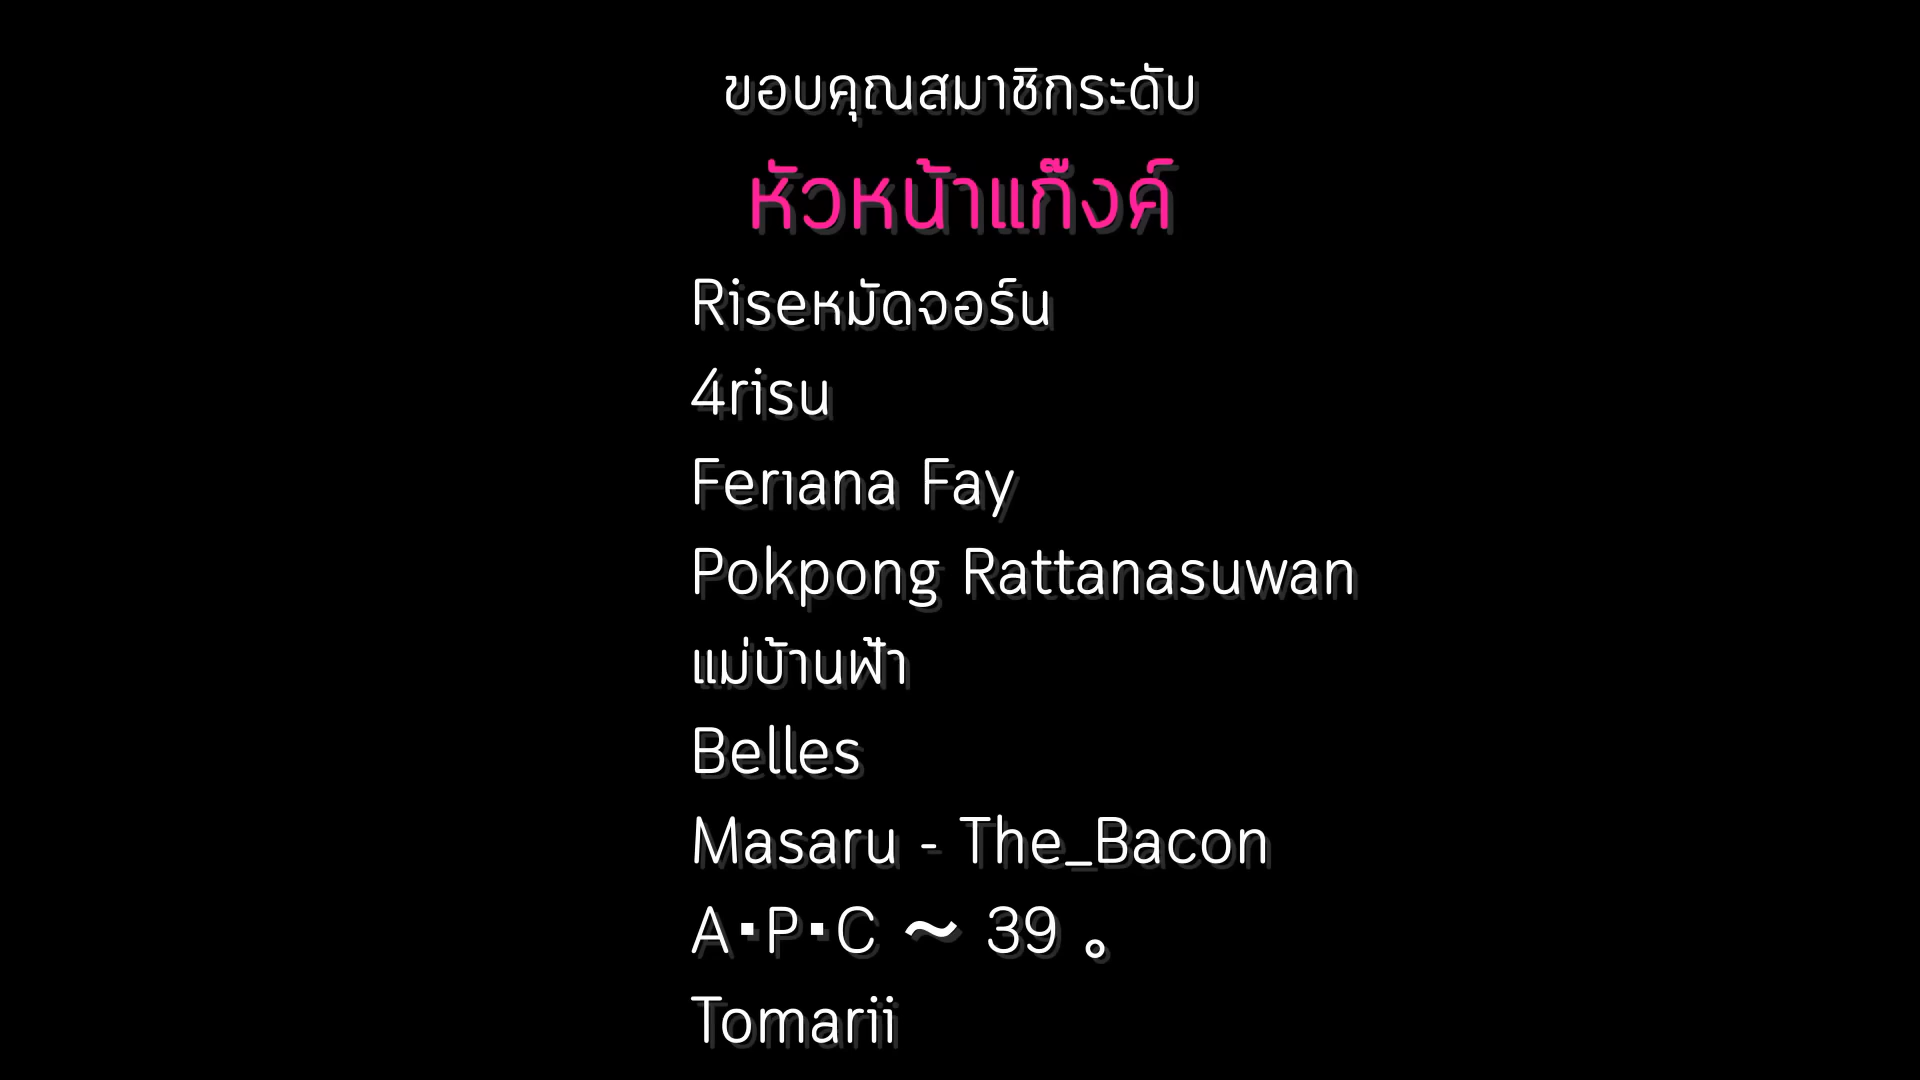 ขอบคุณสมาชิกระดับ
หัวหน้าแก๊งค์
Riseหมัดจอร์น
4risu
Ferıana Fay
Pokpong Rattanasuwan
แม่บ้านฟ้า
Belles
Masaru - The_Bacon
A･P･C ～ 39 。
Tomarii